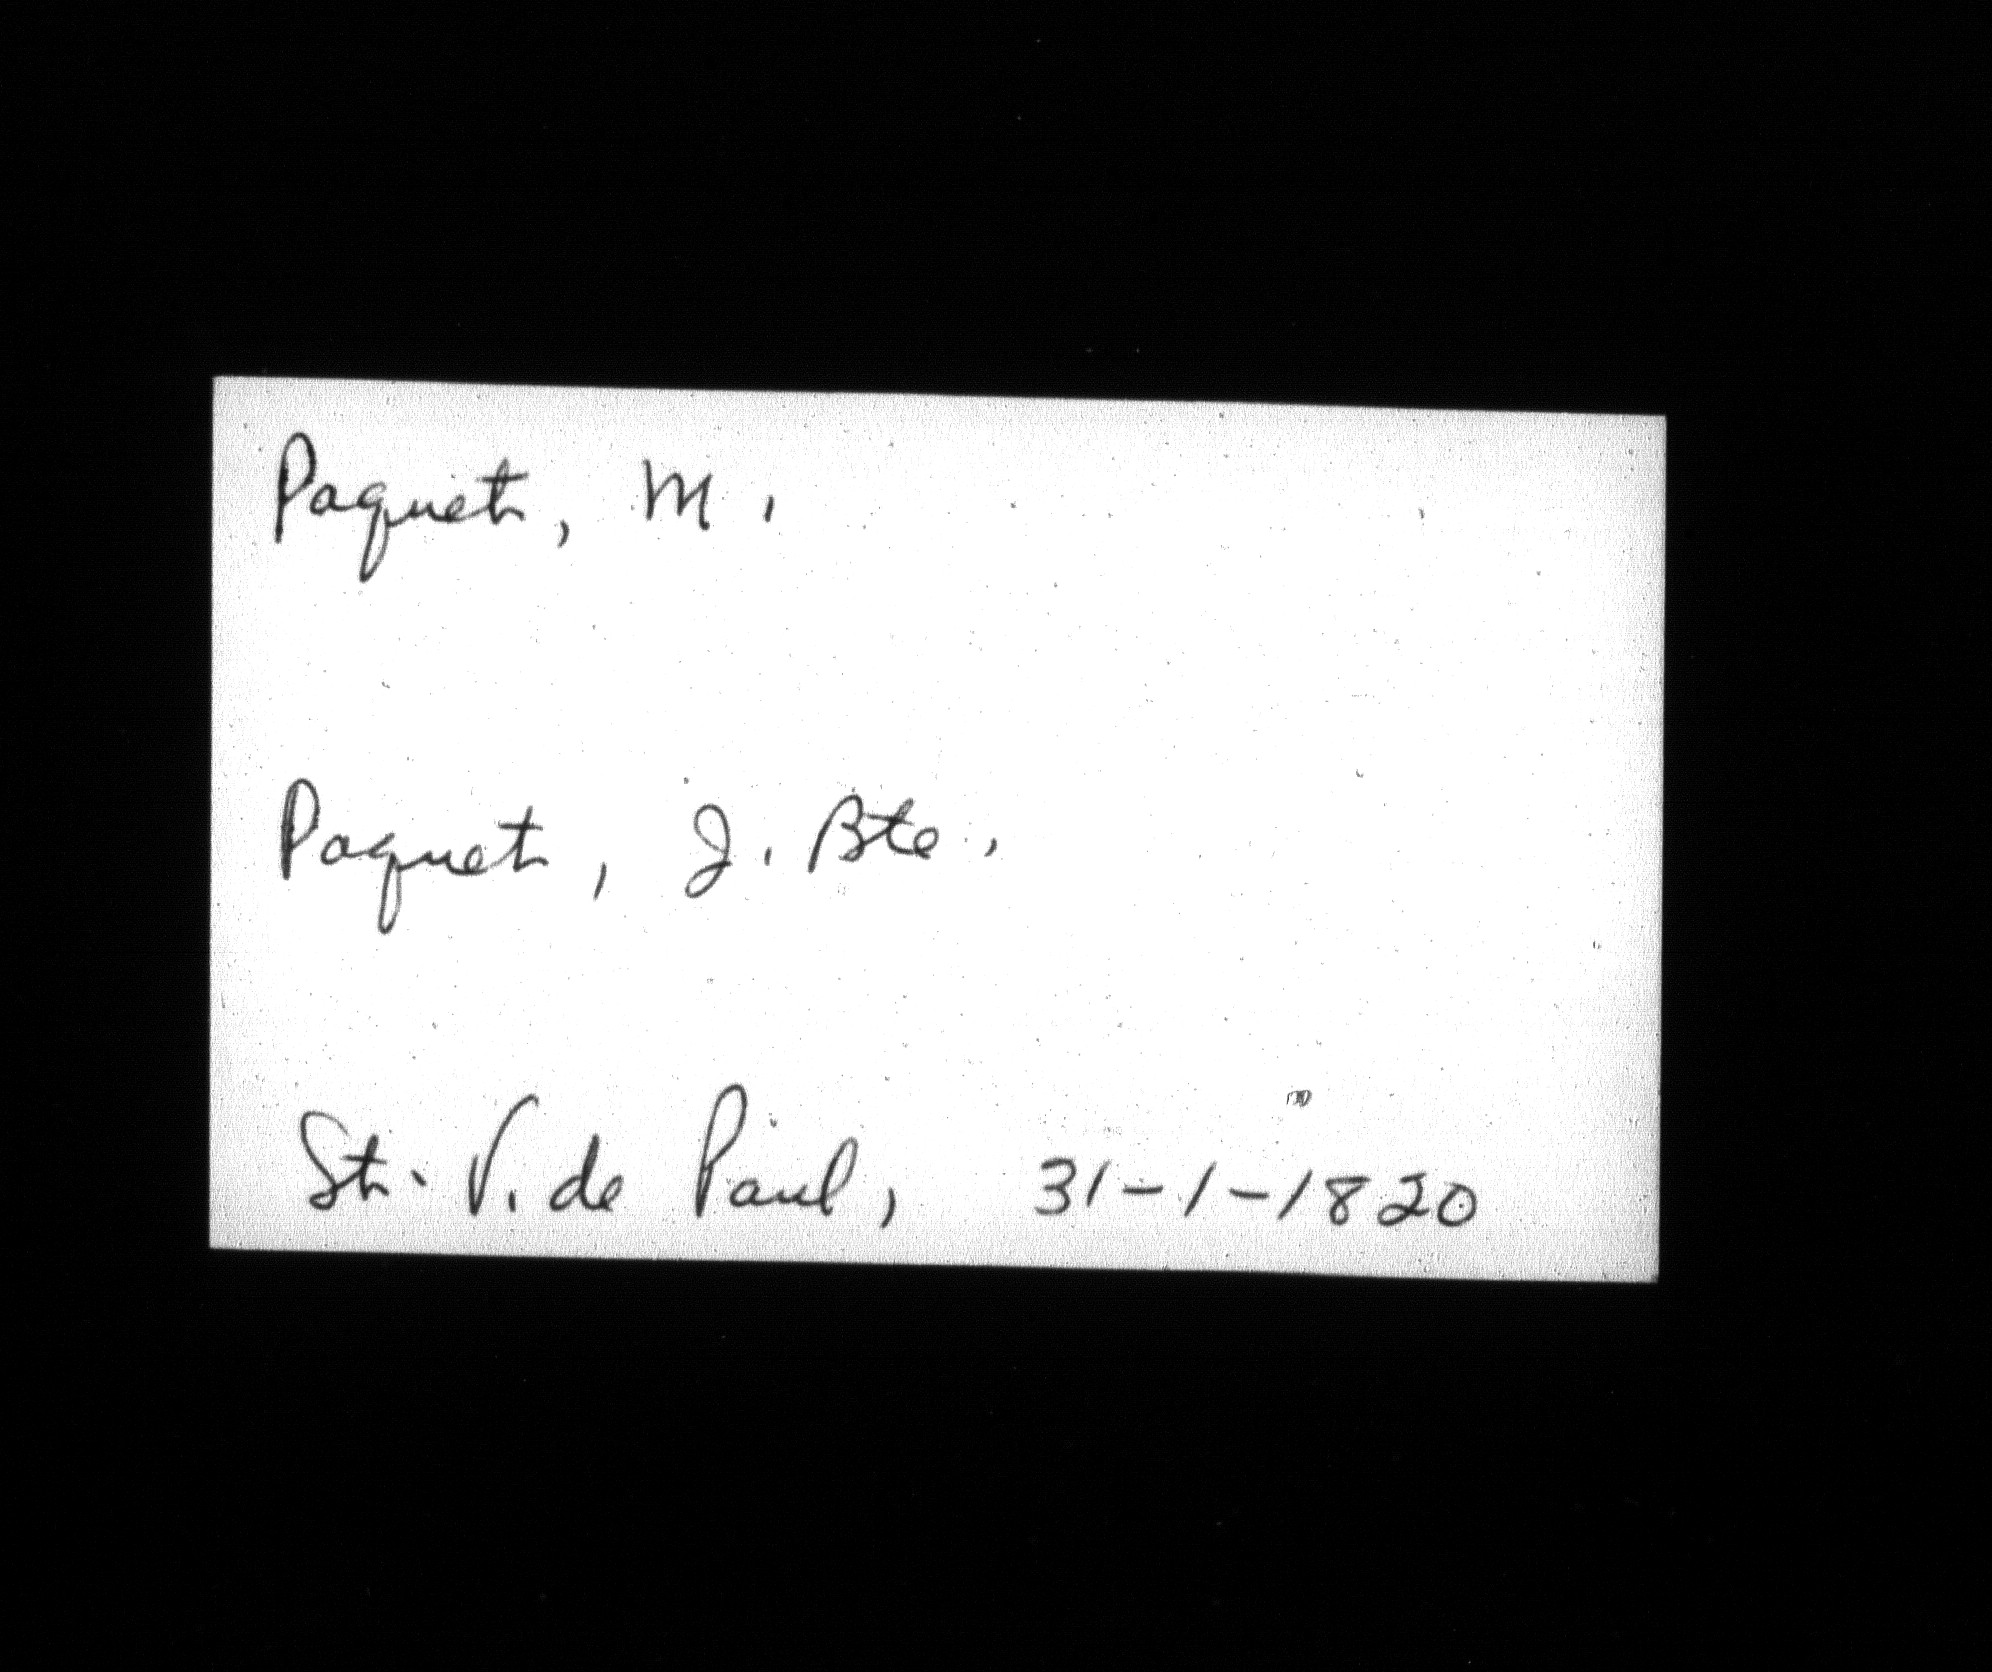 Paquet, M.
Paquet, J. Bte.
St. V. de Paul, 31-1-1820